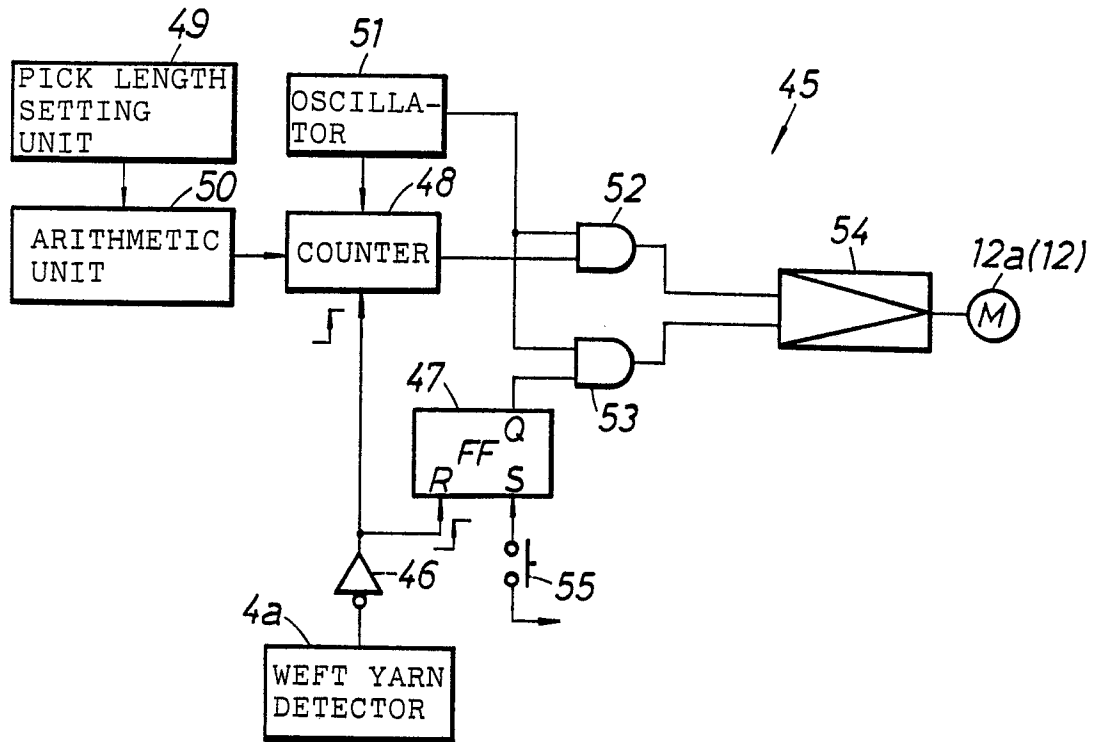 49
PICK LENGTH
SETTING
UNIT
51
OSCILLA-
TOR
45
50
ARITHMETIC
UNIT
48
COUNTER
52
54
12a(12)
M
53
47
Q
FF
R S
46
55
4a
WEFT YARN
DETECTOR